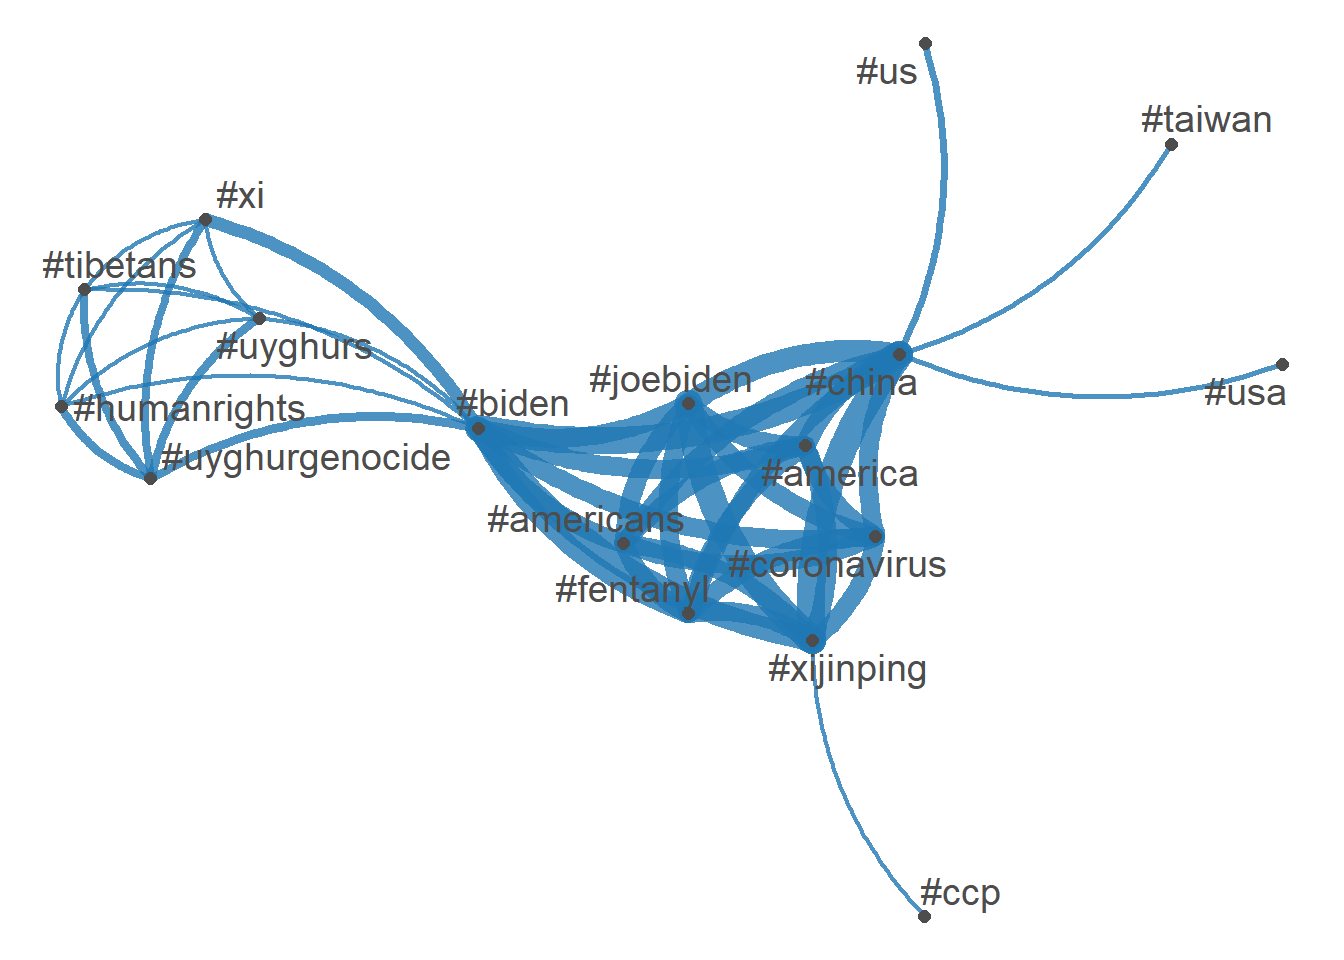 #us
#taiwan
#xi
#tibetans
#uyghurs
#joebiden
#china
#usa
#humanrights
#biden
#uyghurgenocide
#america
#americans
#coronavirus
#fentanyl
#xijinping
#ccp